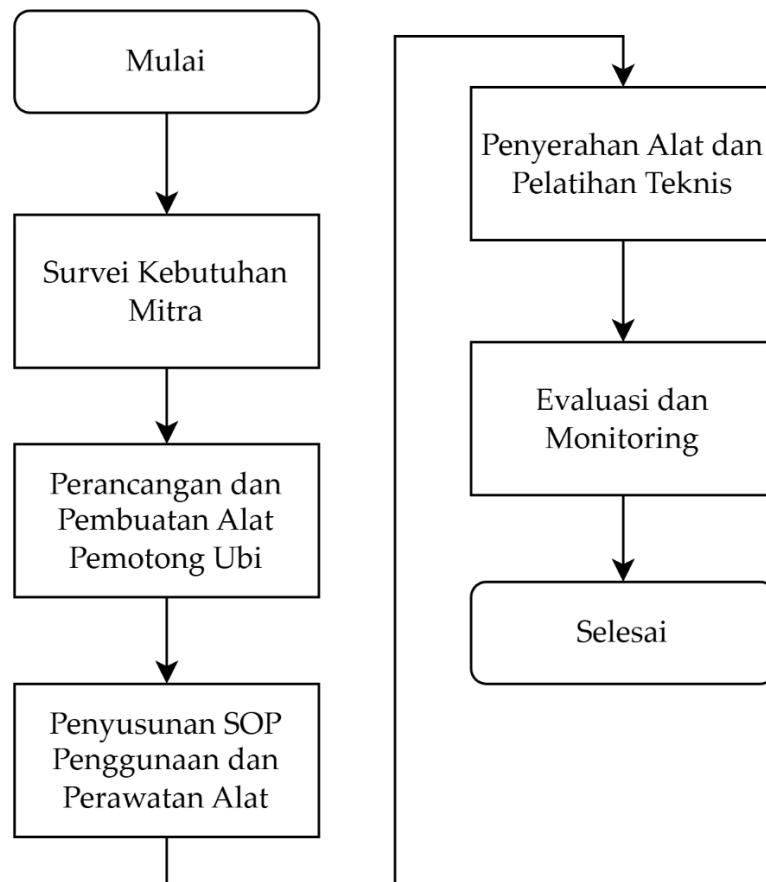 Mulai
Survei Kebutuhan
Mitra
Perancangan dan
Pembuatan Alat
Pemotong Ubi
Penyusunan SOP
Penggunaan dan
Perawatan Alat
Penyerahan Alat dan
Pelatihan Teknis
Evaluasi dan
Monitoring
Selesai